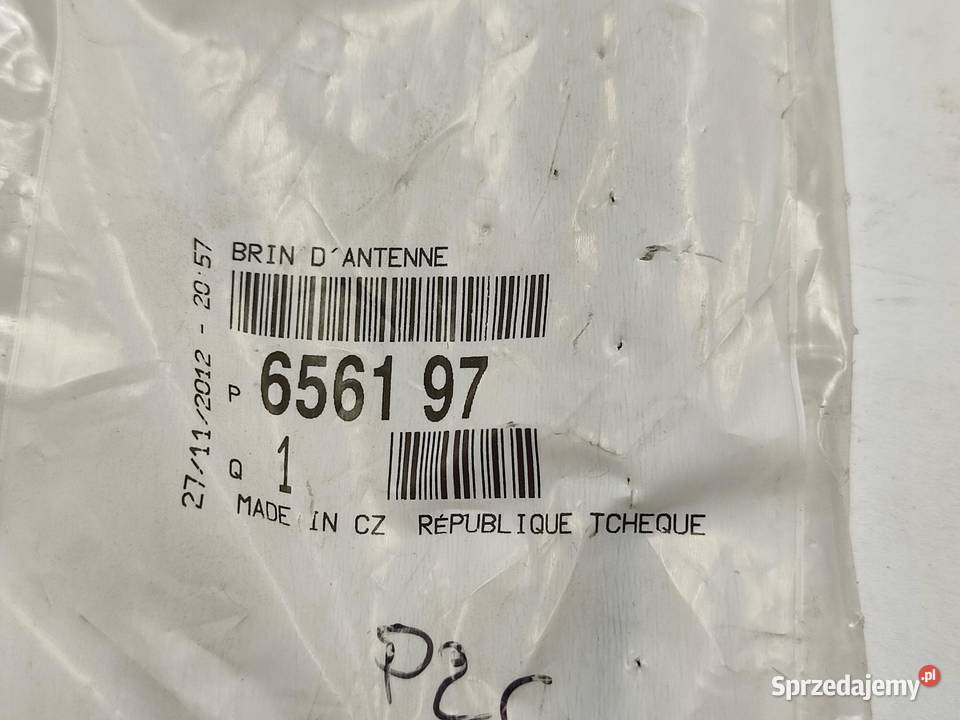 27/11/2012 - 20:57
BRIN D´ANTENNE
P 6561 97
Q 1
MADE IN CZ RÉPUBLIQUE TCHEQUE
Sprzedajemy.pl